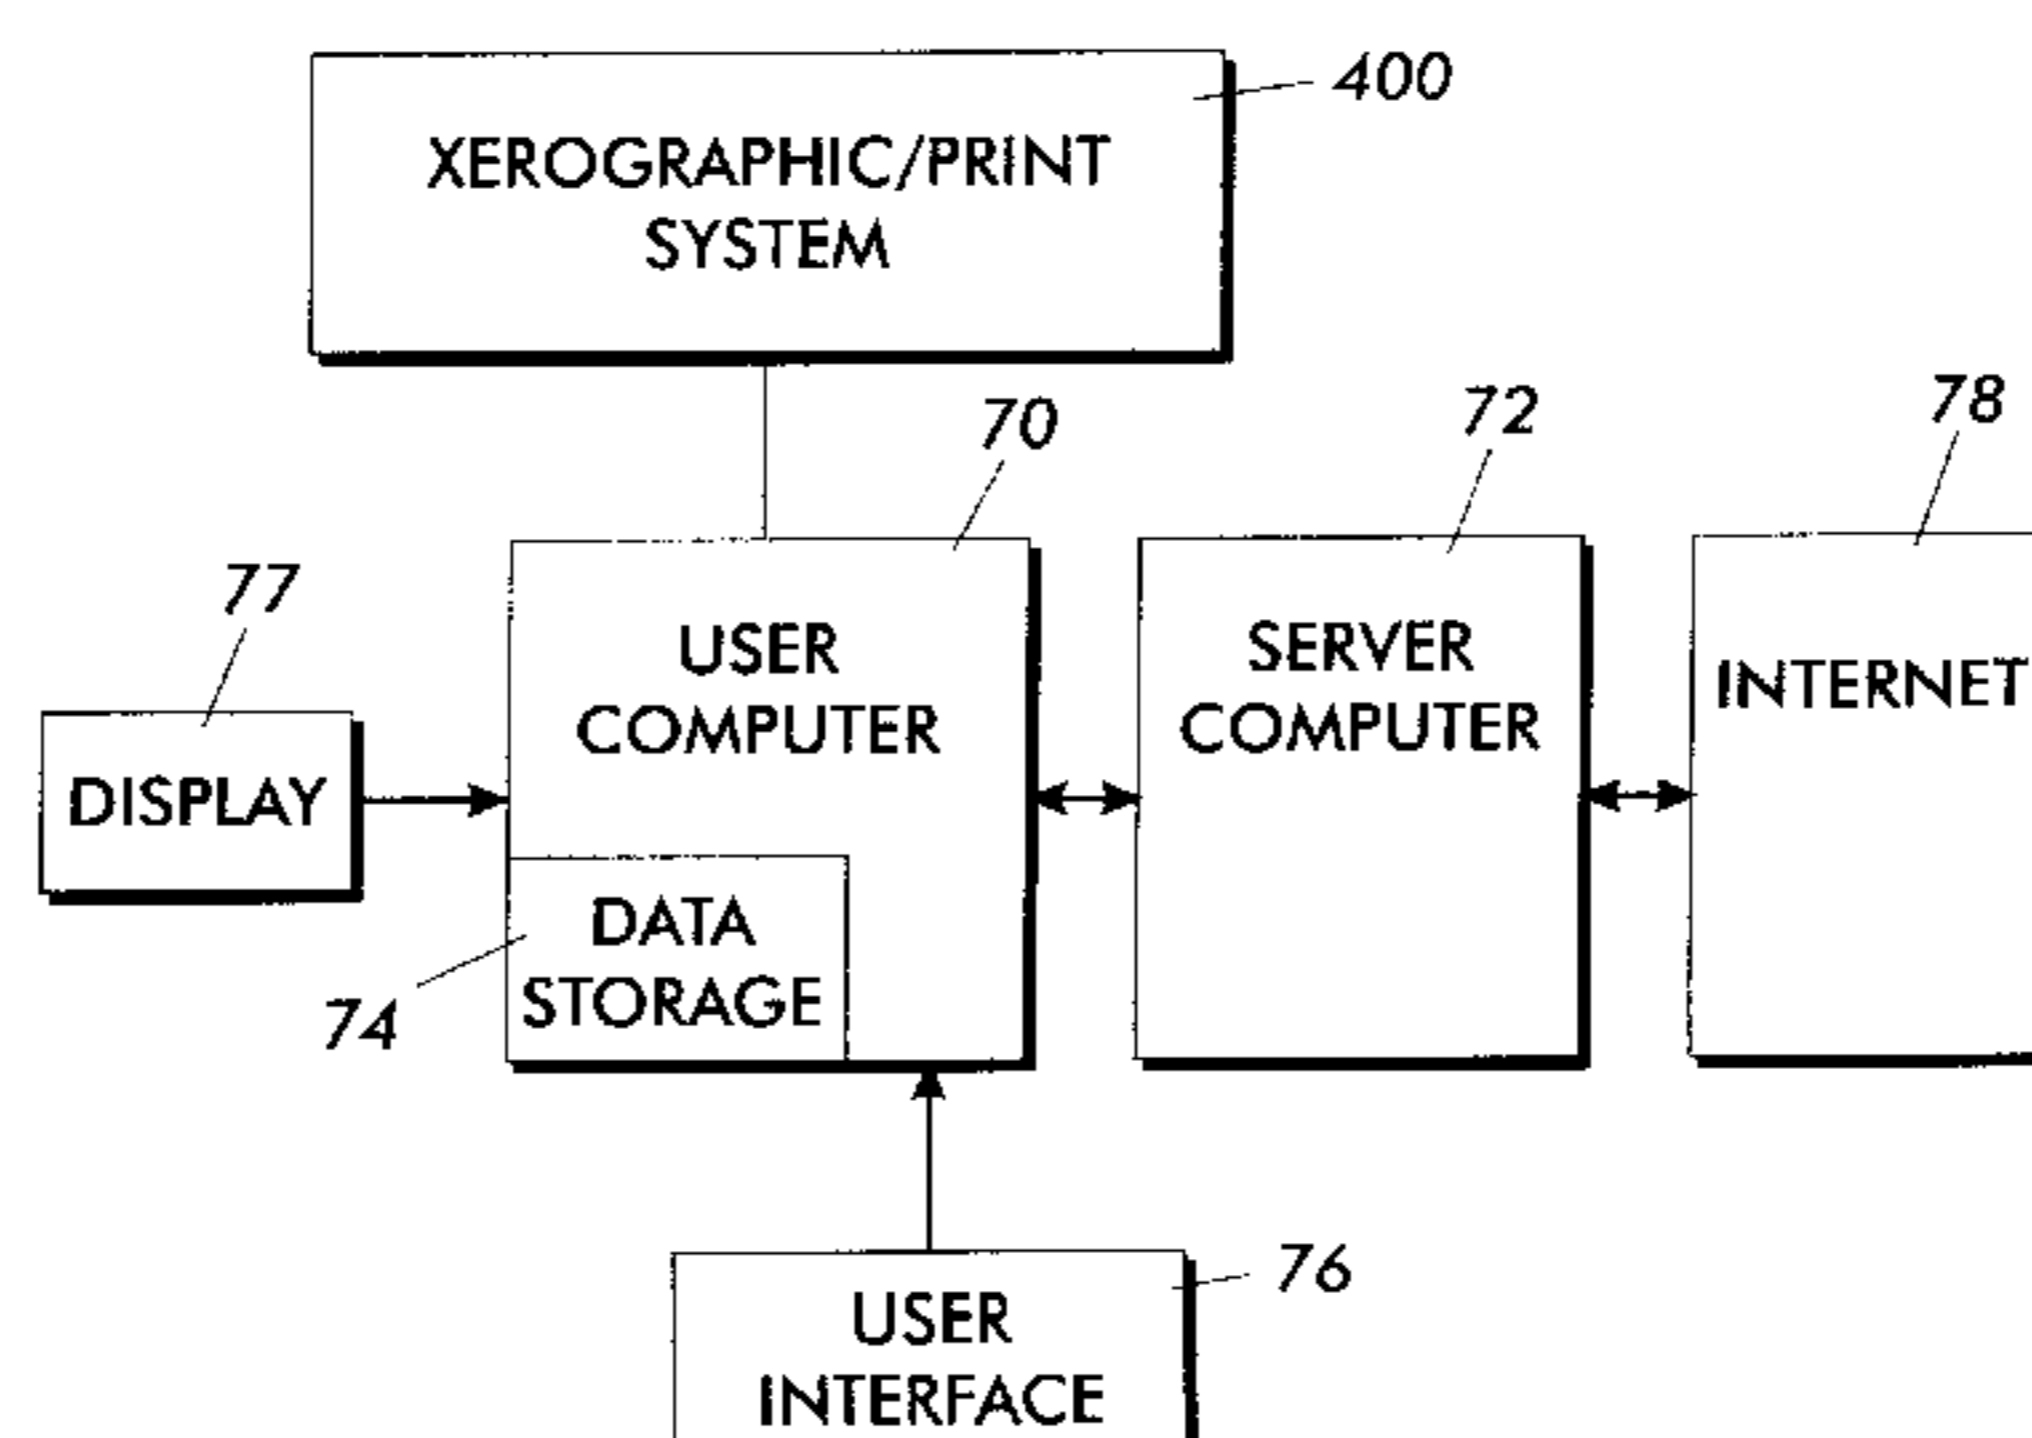 400
XEROGRAPHIC/PRINT
SYSTEM
70
72
78
77
USER
COMPUTER
SERVER
COMPUTER
INTERNET
DISPLAY
DATA
STORAGE
74
76
USER
INTERFACE